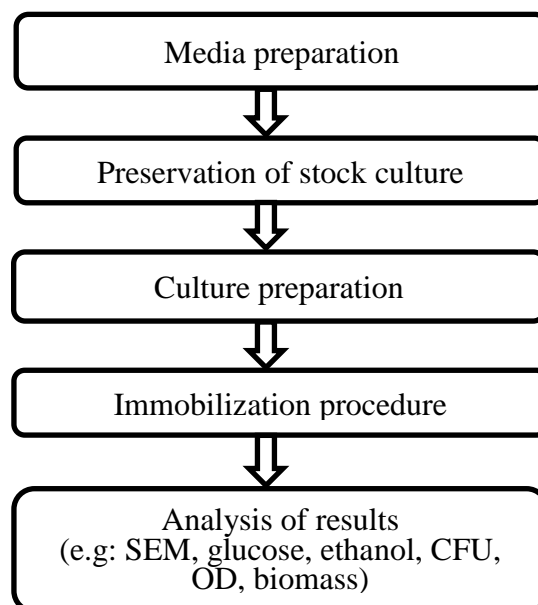 Media preparation
Preservation of stock culture
Culture preparation
Immobilization procedure
Analysis of results
(e.g: SEM, glucose, ethanol, CFU,
OD, biomass)